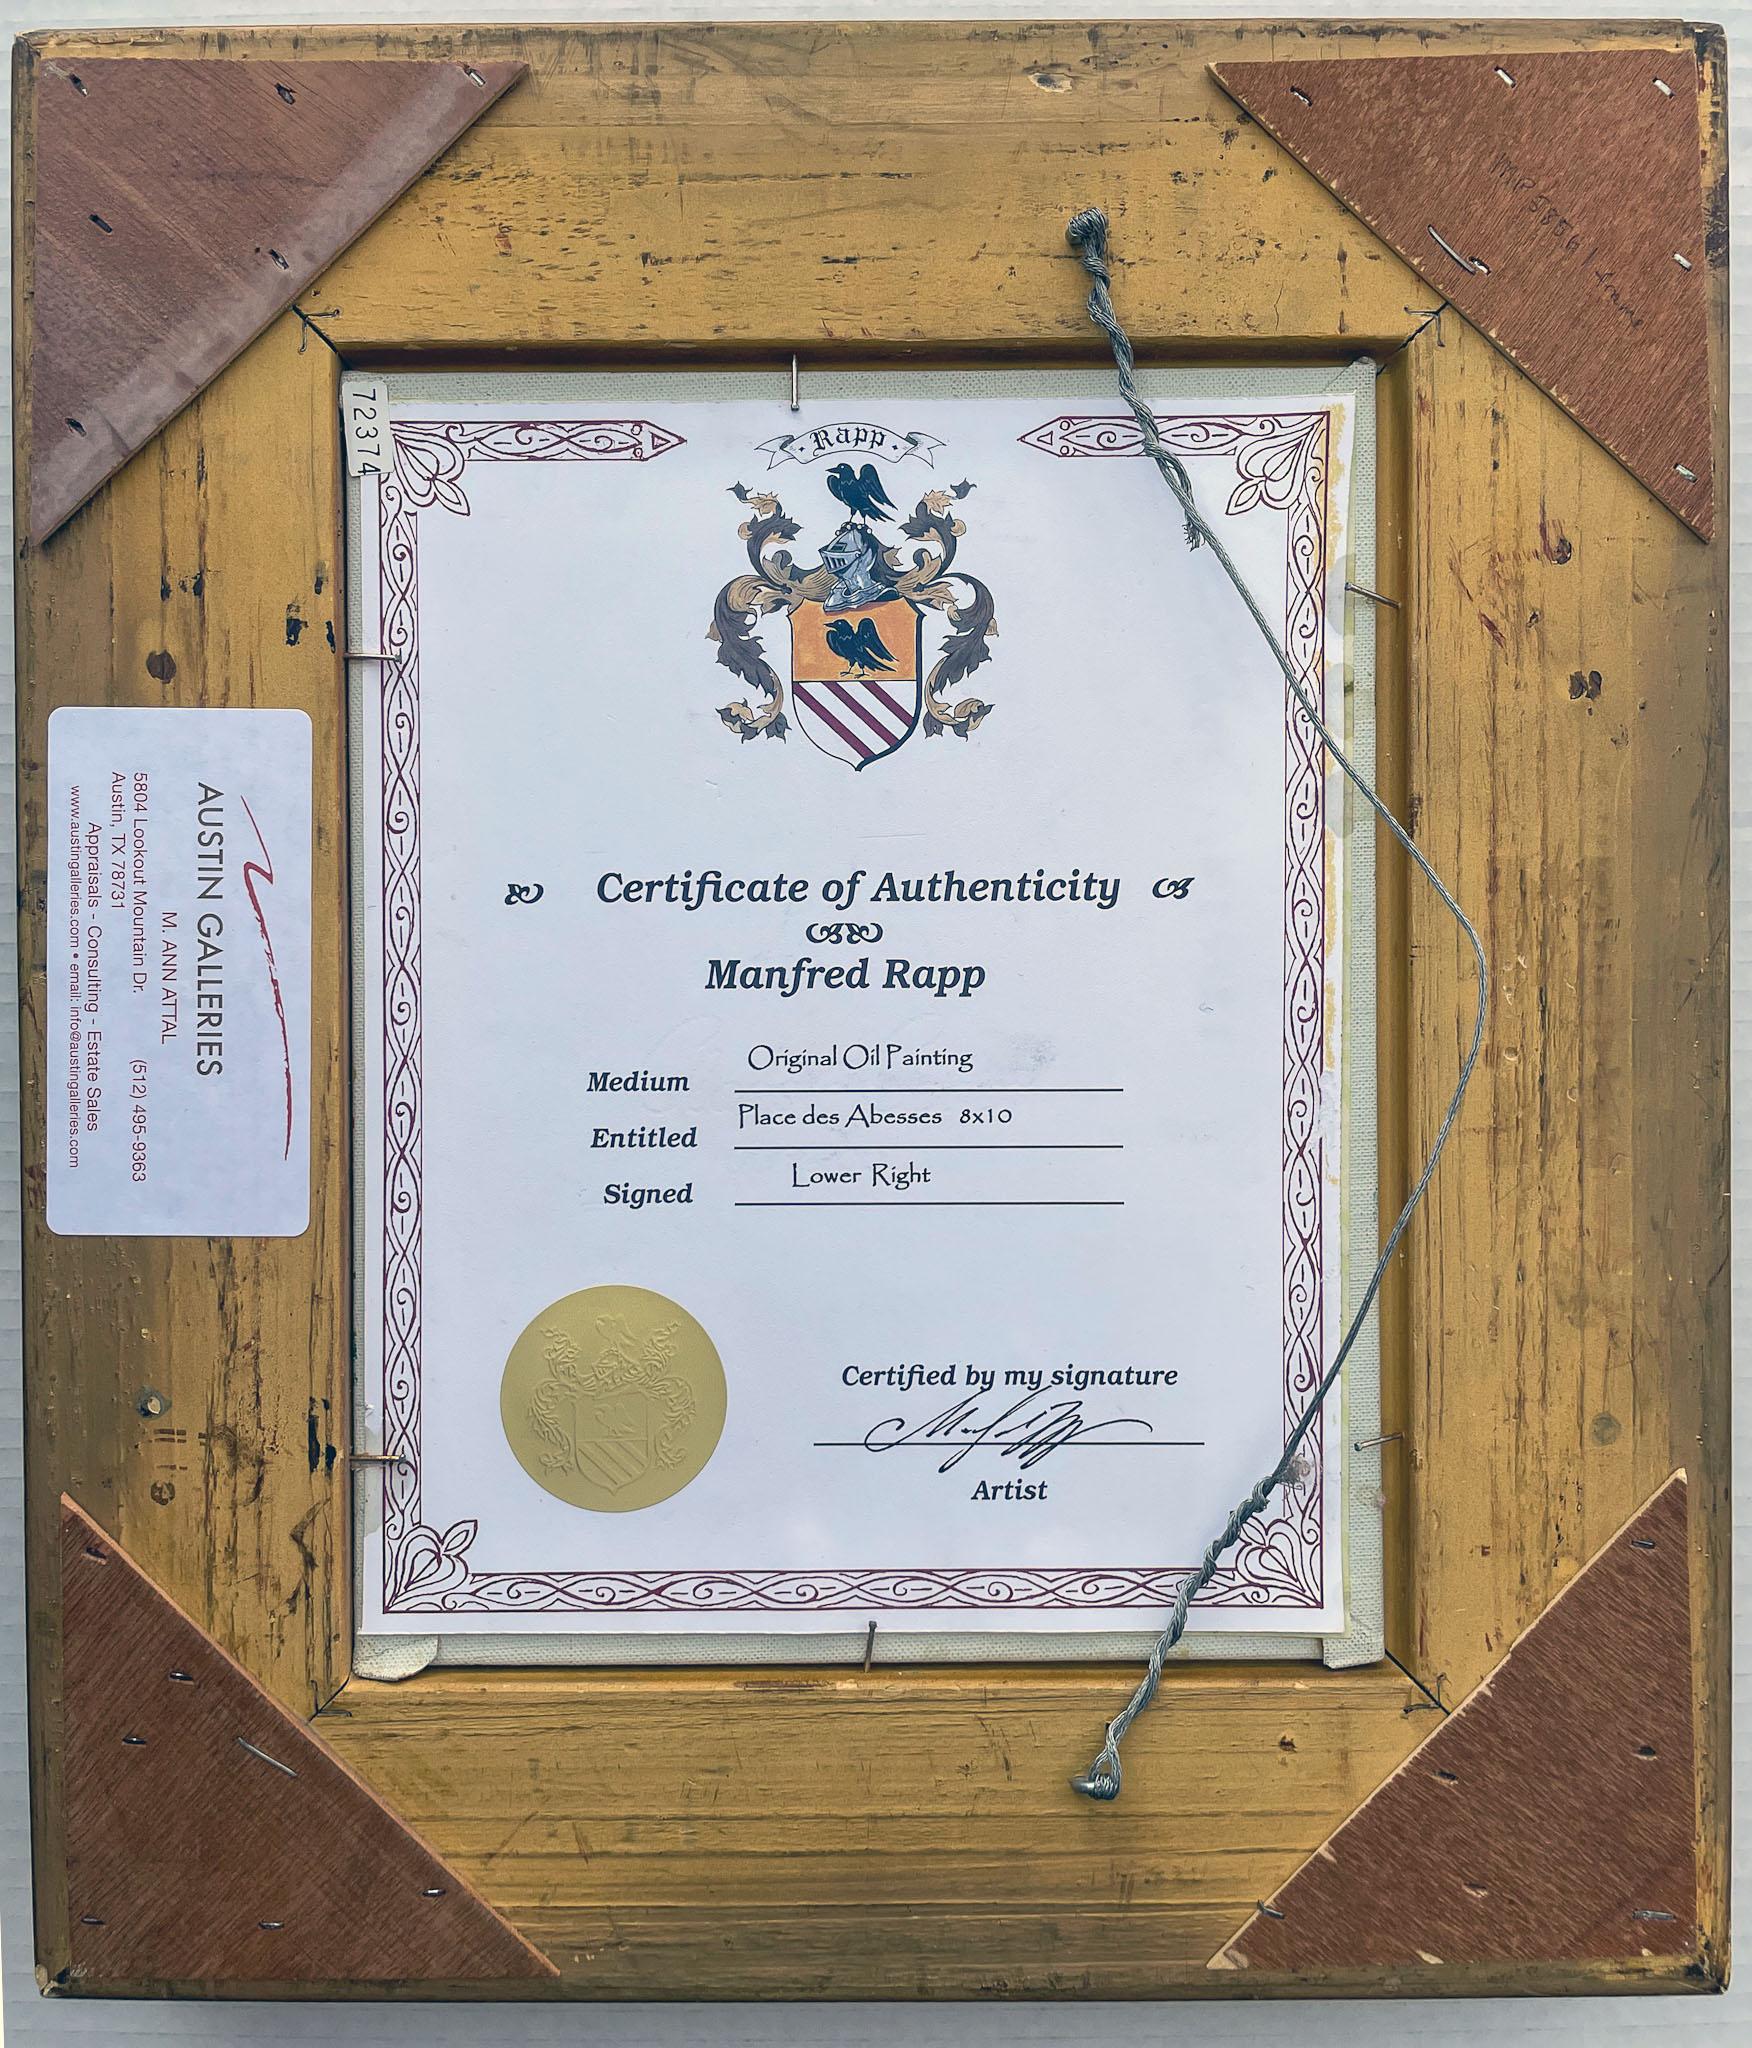 72374
Rapp
Certificate of Authenticity
Manfred Rapp
Medium Original Oil Painting
Entitled Place des Abesses 8x10
Signed Lower Right
Certified by my signature
Artist
AUSTIN GALLERIES
M. ANN ATTAL
5804 Lookout Mountain Dr. (512) 495-9363
Austin, TX 78731
Appraisals - Consulting - Estate Sales
www.austingalleries.com • email: info@austingalleries.com
frame